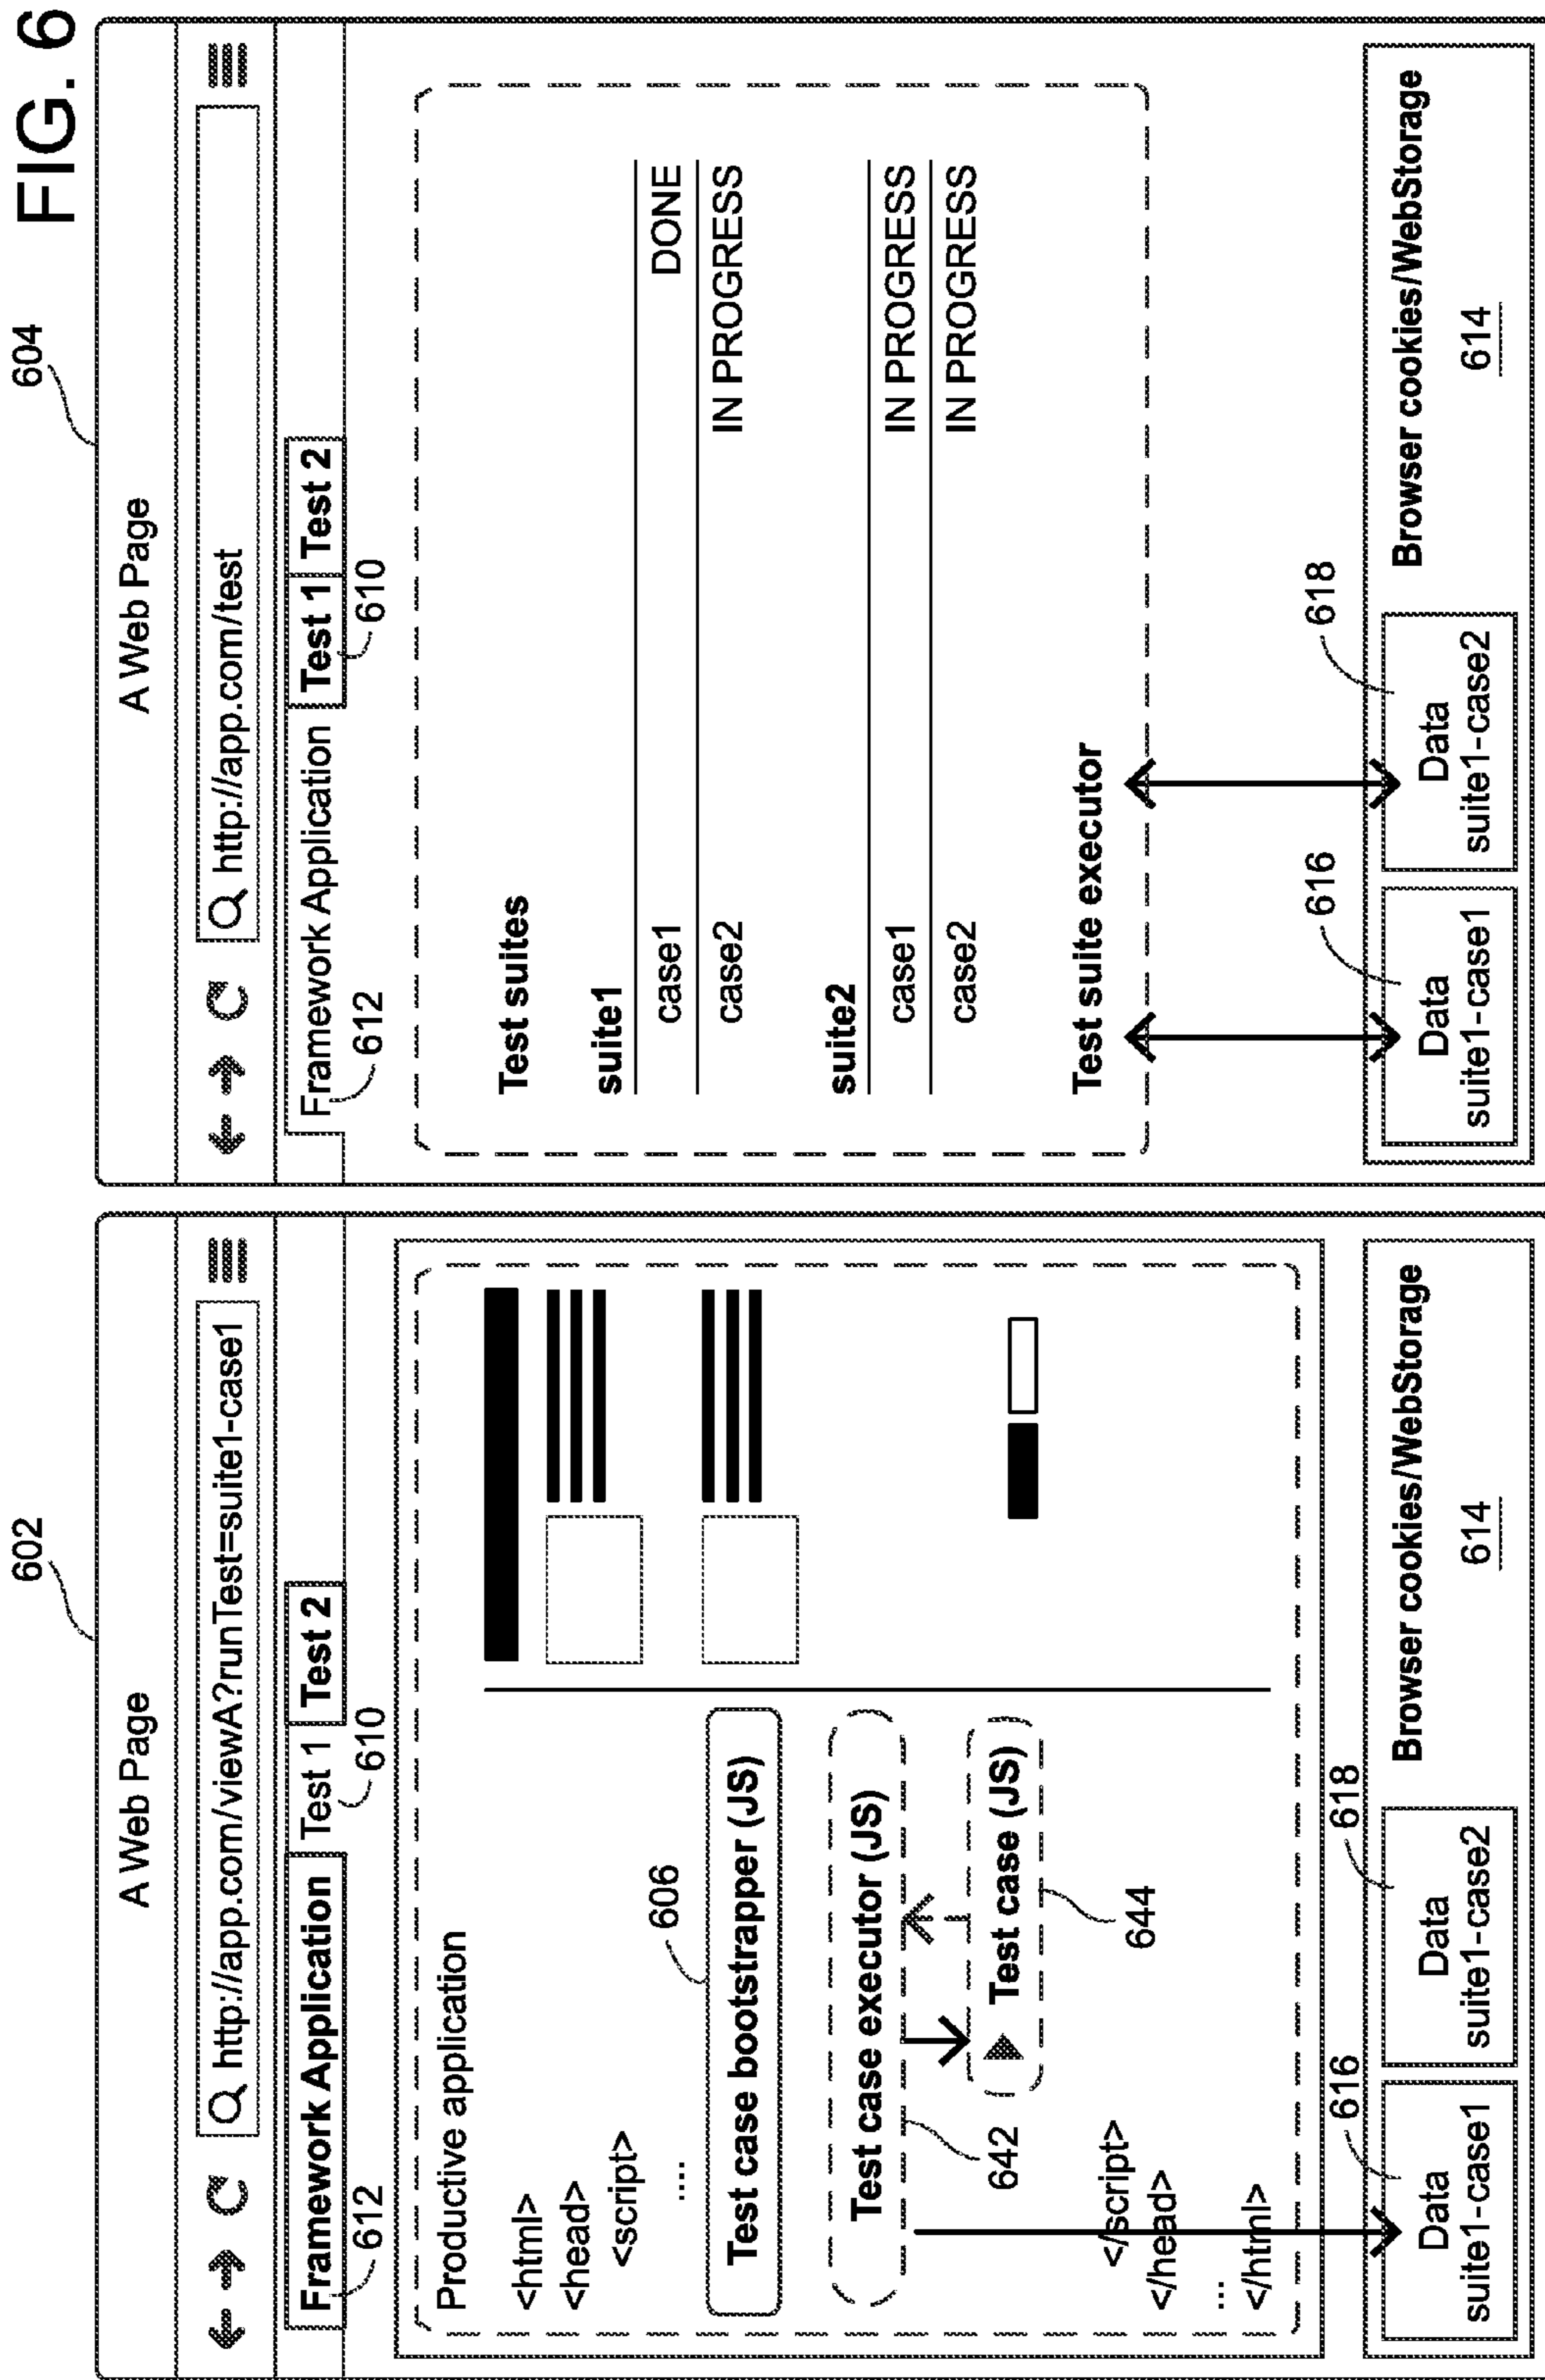 FIG. 6
602
A Web Page
http://app.com/viewA?runTest=suite1-case1
Framework Application
Test 1
Test 2
612
610
Productive application
<html>
<head>
<script>
...
606
Test case bootstrapper (JS)
Test case executor (JS)
642
Test case (JS)
644
</script>
</head>
...
</html>
616
618
Data
suite1-case1
Data
suite1-case2
Browser cookies/WebStorage
614
604
A Web Page
http://app.com/test
Framework Application
Test 1
Test 2
612
610
Test suites
suite1
case1 DONE
case2 IN PROGRESS
suite2
case1 IN PROGRESS
case2 IN PROGRESS
Test suite executor
616
618
Data
suite1-case1
Data
suite1-case2
Browser cookies/WebStorage
614